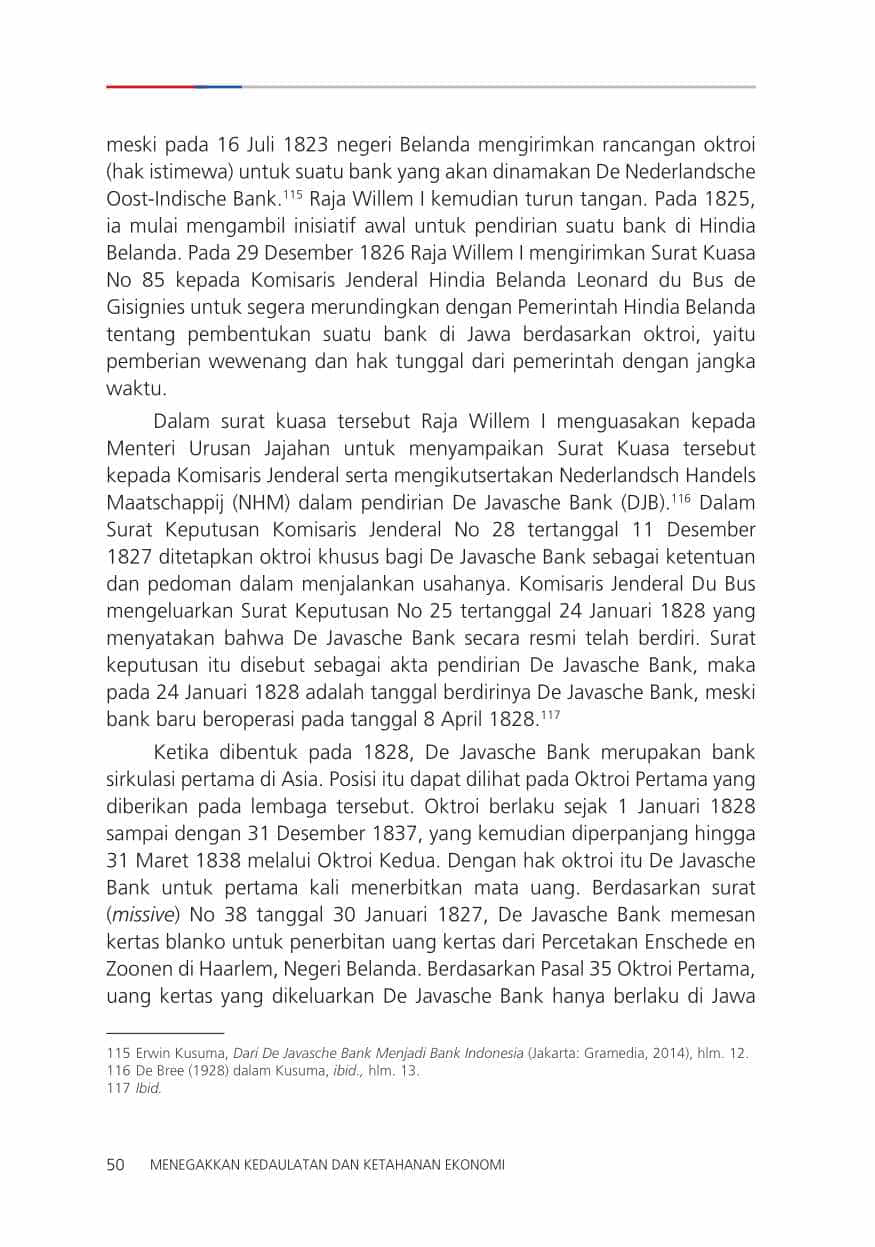 meski pada 16 Juli 1823 negeri Belanda mengirimkan rancangan oktroi
(hak istimewa) untuk suatu bank yang akan dinamakan De Nederlandsche
Oost-Indische Bank.¹¹⁵ Raja Willem I kemudian turun tangan. Pada 1825,
ia mulai mengambil inisiatif awal untuk pendirian suatu bank di Hindia
Belanda. Pada 29 Desember 1826 Raja Willem I mengirimkan Surat Kuasa
No 85 kepada Komisaris Jenderal Hindia Belanda Leonard du Bus de
Gisignies untuk segera merundingkan dengan Pemerintah Hindia Belanda
tentang pembentukan suatu bank di Jawa berdasarkan oktroi, yaitu
pemberian wewenang dan hak tunggal dari pemerintah dengan jangka
waktu.
Dalam surat kuasa tersebut Raja Willem I menguasakan kepada
Menteri Urusan Jajahan untuk menyampaikan Surat Kuasa tersebut
kepada Komisaris Jenderal serta mengikutsertakan Nederlandsch Handels
Maatschappij (NHM) dalam pendirian De Javasche Bank (DJB).¹¹⁶ Dalam
Surat Keputusan Komisaris Jenderal No 28 tertanggal 11 Desember
1827 ditetapkan oktroi khusus bagi De Javasche Bank sebagai ketentuan
dan pedoman dalam menjalankan usahanya. Komisaris Jenderal Du Bus
mengeluarkan Surat Keputusan No 25 tertanggal 24 Januari 1828 yang
menyatakan bahwa De Javasche Bank secara resmi telah berdiri. Surat
keputusan itu disebut sebagai akta pendirian De Javasche Bank, maka
pada 24 Januari 1828 adalah tanggal berdirinya De Javasche Bank, meski
bank baru beroperasi pada tanggal 8 April 1828.¹¹⁷
Ketika dibentuk pada 1828, De Javasche Bank merupakan bank
sirkulasi pertama di Asia. Posisi itu dapat dilihat pada Oktroi Pertama yang
diberikan pada lembaga tersebut. Oktroi berlaku sejak 1 Januari 1828
sampai dengan 31 Desember 1837, yang kemudian diperpanjang hingga
31 Maret 1838 melalui Oktroi Kedua. Dengan hak oktroi itu De Javasche
Bank untuk pertama kali menerbitkan mata uang. Berdasarkan surat
(missive) No 38 tanggal 30 Januari 1827, De Javasche Bank memesan
kertas blanko untuk penerbitan uang kertas dari Percetakan Enschede en
Zoonen di Haarlem, Negeri Belanda. Berdasarkan Pasal 35 Oktroi Pertama,
uang kertas yang dikeluarkan De Javasche Bank hanya berlaku di Jawa
115 Erwin Kusuma, Dari De Javasche Bank Menjadi Bank Indonesia (Jakarta: Gramedia, 2014), hlm. 12.
116 De Bree (1928) dalam Kusuma, ibid., hlm. 13.
117 Ibid.
50 MENEGAKKAN KEDAULATAN DAN KETAHANAN EKONOMI